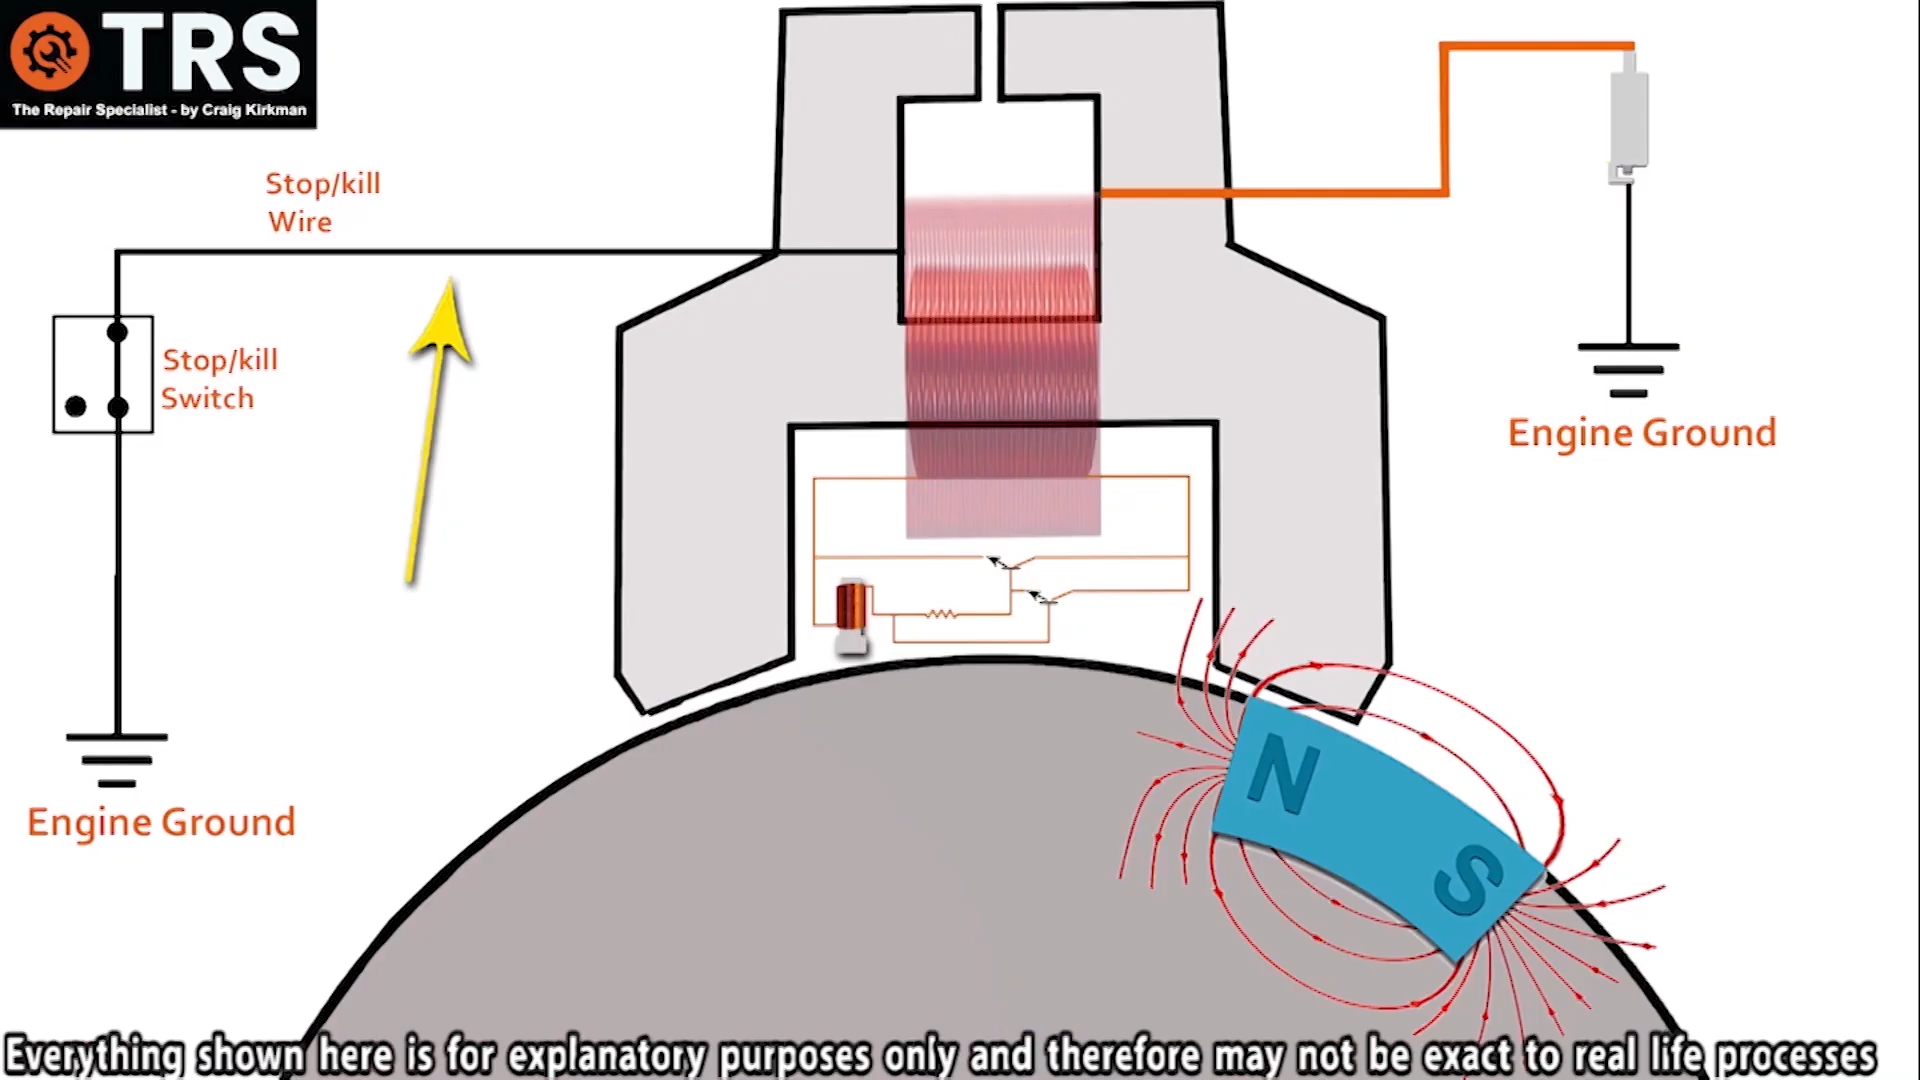 TRS
The Repair Specialist - by Craig Kirkman
Stop/kill
Wire
Stop/kill
Switch
Engine Ground
Engine Ground
N
S
Everything shown here is for explanatory purposes only and therefore may not be exact to real life processes